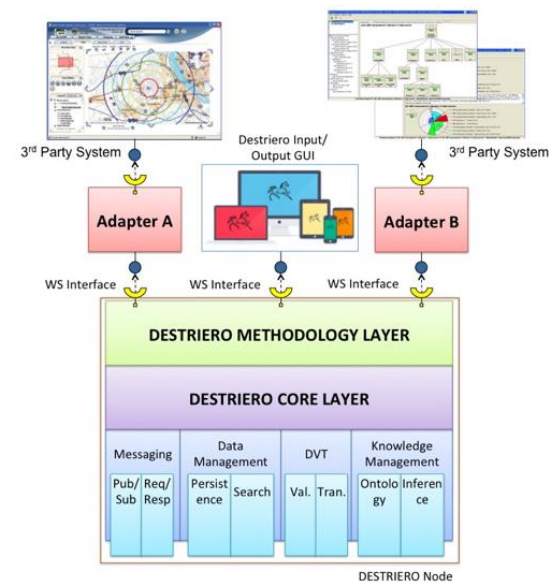 3rd Party System
Destriero Input/
Output GUI
3rd Party System
Adapter A
Adapter B
WS Interface
WS Interface
WS Interface
DESTRIERO METHODOLOGY LAYER
DESTRIERO CORE LAYER
Messaging
Data
Management
DVT
Knowledge
Management
Pub/
Sub
Req/
Resp
Persist
ence
Search
Val.
Tran.
Ontolo
gy
Inferen
ce
DESTRIERO Node